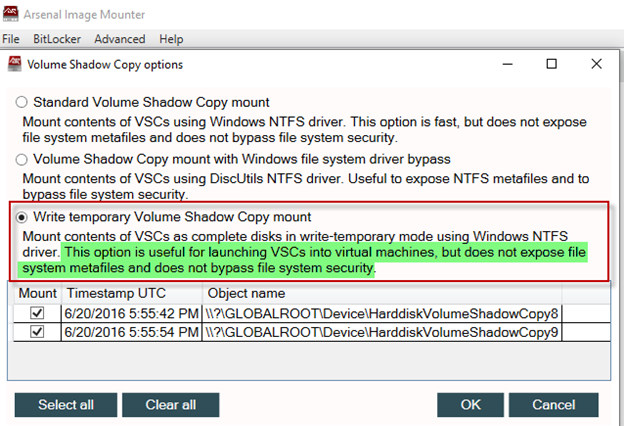 Arsenal Image Mounter
File BitLocker Advanced Help
Volume Shadow Copy options
Standard Volume Shadow Copy mount
Mount contents of VSCs using Windows NTFS driver. This option is fast, but does not expose
file system metafiles and does not bypass file system security.
Volume Shadow Copy mount with Windows file system driver bypass
Mount contents of VSCs using DiscUtils NTFS driver. Useful to expose NTFS metafiles and to
bypass file system security.
Write temporary Volume Shadow Copy mount
Mount contents of VSCs as complete disks in write-temporary mode using Windows NTFS
driver. This option is useful for launching VSCs into virtual machines, but does not expose file
system metafiles and does not bypass file system security.
Mount Timestamp UTC Object name
6/20/2016 5:55:42 PM \\?\GLOBALROOT\Device\HarddiskVolumeShadowCopy8
6/20/2016 5:55:54 PM \\?\GLOBALROOT\Device\HarddiskVolumeShadowCopy9
Select all Clear all OK Cancel